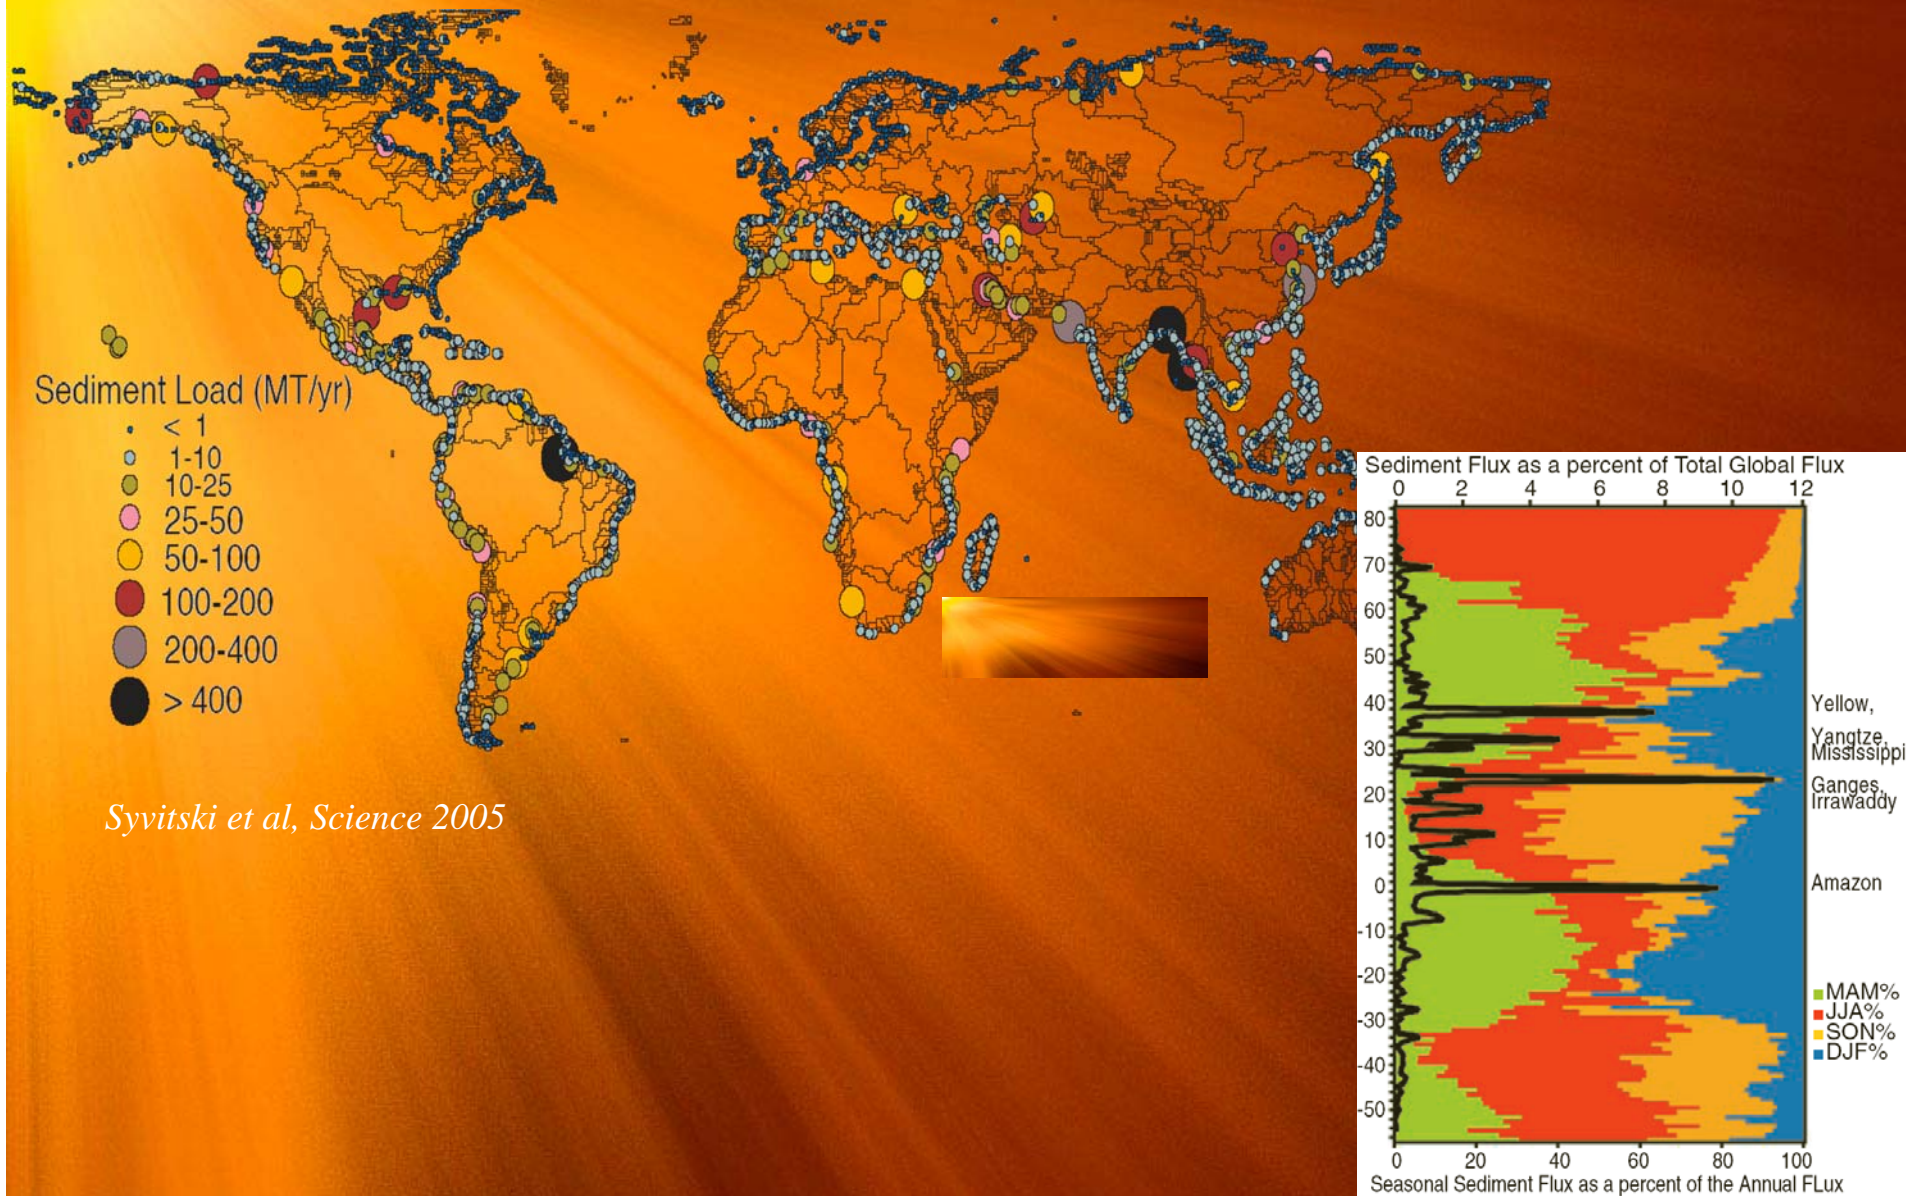 Sediment Load (MT/yr)
< 1
1-10
10-25
25-50
50-100
100-200
200-400
> 400
Syvitski et al, Science 2005
Sediment Flux as a percent of Total Global Flux
0 2 4 6 8 10 12
80
70
60
50
40
30
20
10
0
-10
-20
-30
-40
-50
Yellow,
Yangtze,
Mississippi
Ganges,
Irrawaddy
Amazon
MAM%
JJA%
SON%
DJF%
0 20 40 60 80 100
Seasonal Sediment Flux as a percent of the Annual FLux